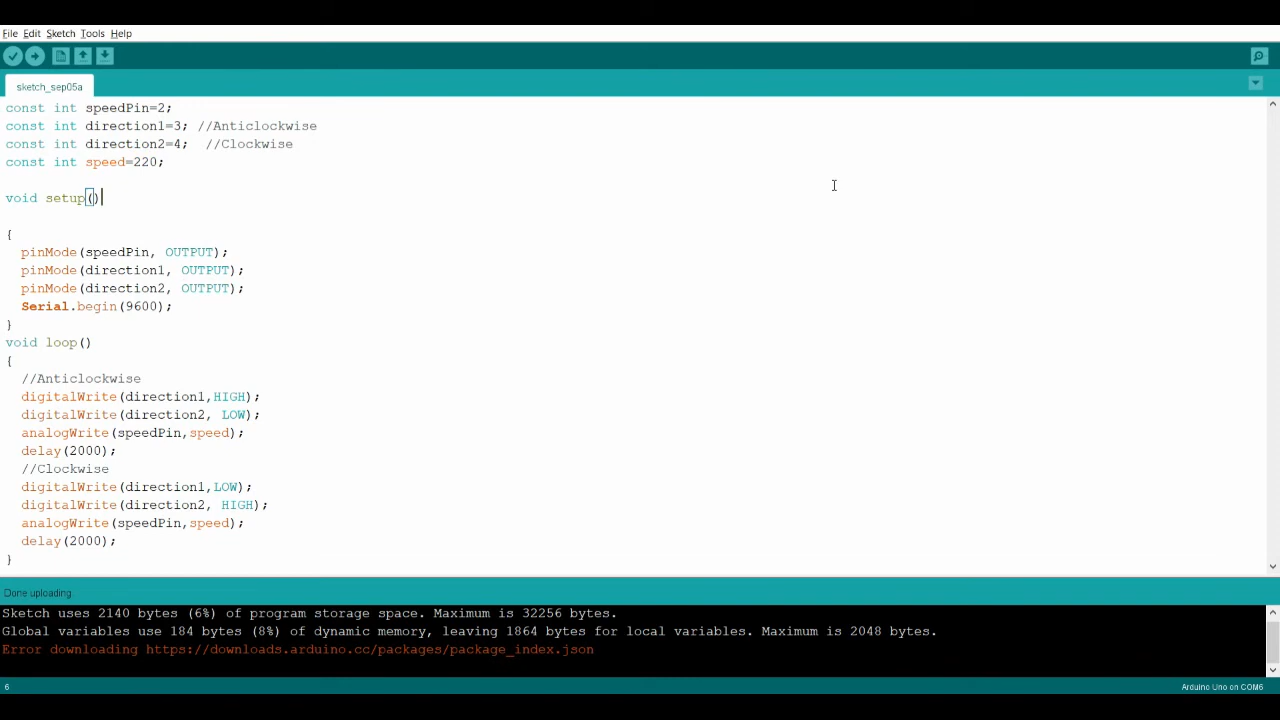 File Edit Sketch Tools Help
sketch_sep05a
const int speedPin=2;
const int direction1=3; //Anticlockwise
const int direction2=4;  //Clockwise
const int speed=220;
void setup()
{
  pinMode(speedPin, OUTPUT);
  pinMode(direction1, OUTPUT);
  pinMode(direction2, OUTPUT);
  Serial.begin(9600);
}
void loop()
{
  //Anticlockwise
  digitalWrite(direction1,HIGH);
  digitalWrite(direction2, LOW);
  analogWrite(speedPin,speed);
  delay(2000);
  //Clockwise
  digitalWrite(direction1,LOW);
  digitalWrite(direction2, HIGH);
  analogWrite(speedPin,speed);
  delay(2000);
}
Done uploading.
Sketch uses 2140 bytes (6%) of program storage space. Maximum is 32256 bytes.
Global variables use 184 bytes (8%) of dynamic memory, leaving 1864 bytes for local variables. Maximum is 2048 bytes.
Error downloading https://downloads.arduino.cc/packages/package_index.json
6
Arduino Uno on COM6